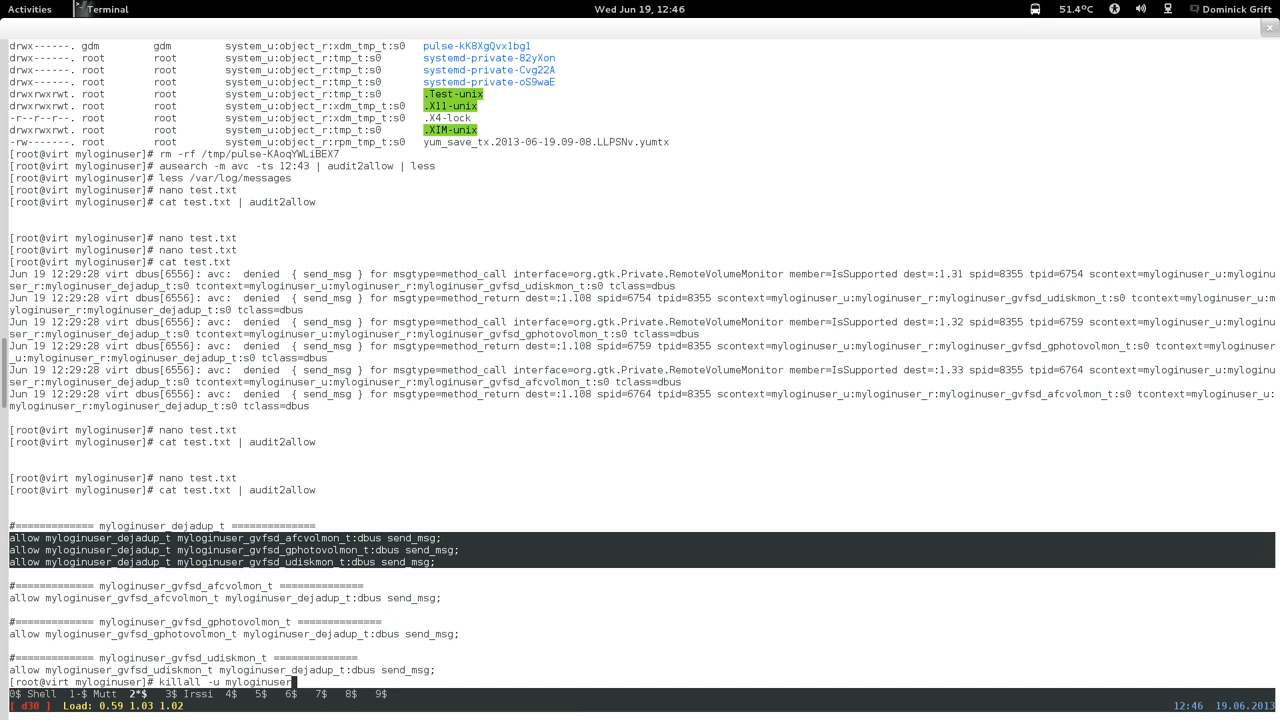 Activities Terminal Wed Jun 19, 12:46 51.4°C Dominick Grift
drwx------. gdm gdm system_u:object_r:xdm_tmp_t:s0 pulse-kK8XgQvx1bg1
drwx------. root root system_u:object_r:tmp_t:s0 systemd-private-82yXon
drwx------. root root system_u:object_r:tmp_t:s0 systemd-private-Cvg22A
drwx------. root root system_u:object_r:tmp_t:s0 systemd-private-oS9waE
drwxrwxrwt. root root system_u:object_r:tmp_t:s0 .Test-unix
drwxrwxrwt. root root system_u:object_r:xdm_tmp_t:s0 .X11-unix
-r--r--r--. root root system_u:object_r:xdm_tmp_t:s0 .X4-lock
drwxrwxrwt. root root system_u:object_r:tmp_t:s0 .XIM-unix
-rw-------. root root system_u:object_r:rpm_tmp_t:s0 yum_save_tx.2013-06-19.09-08.LLPSNv.yumtx
[root@virt myloginuser]# rm -rf /tmp/pulse-KAoqYWLiBEX7
[root@virt myloginuser]# ausearch -m avc -ts 12:43 | audit2allow | less
[root@virt myloginuser]# less /var/log/messages
[root@virt myloginuser]# nano test.txt
[root@virt myloginuser]# cat test.txt | audit2allow
[root@virt myloginuser]# nano test.txt
[root@virt myloginuser]# nano test.txt
[root@virt myloginuser]# cat test.txt
Jun 19 12:29:28 virt dbus[6556]: avc:  denied  { send_msg } for msgtype=method_call interface=org.gtk.Private.RemoteVolumeMonitor member=IsSupported dest=:1.31 spid=8355 tpid=6754 scontext=myloginuser_u:myloginu
ser_r:myloginuser_dejadup_t:s0 tcontext=myloginuser_u:myloginuser_r:myloginuser_gvfsd_udiskmon_t:s0 tclass=dbus
Jun 19 12:29:28 virt dbus[6556]: avc:  denied  { send_msg } for msgtype=method_return dest=:1.108 spid=6754 tpid=8355 scontext=myloginuser_u:myloginuser_r:myloginuser_gvfsd_udiskmon_t:s0 tcontext=myloginuser_u:m
yloginuser_r:myloginuser_dejadup_t:s0 tclass=dbus
Jun 19 12:29:28 virt dbus[6556]: avc:  denied  { send_msg } for msgtype=method_call interface=org.gtk.Private.RemoteVolumeMonitor member=IsSupported dest=:1.32 spid=8355 tpid=6759 scontext=myloginuser_u:myloginu
ser_r:myloginuser_dejadup_t:s0 tcontext=myloginuser_u:myloginuser_r:myloginuser_gvfsd_gphotovolmon_t:s0 tclass=dbus
Jun 19 12:29:28 virt dbus[6556]: avc:  denied  { send_msg } for msgtype=method_return dest=:1.108 spid=6759 tpid=8355 scontext=myloginuser_u:myloginuser_r:myloginuser_gvfsd_gphotovolmon_t:s0 tcontext=myloginuser
_u:myloginuser_r:myloginuser_dejadup_t:s0 tclass=dbus
Jun 19 12:29:28 virt dbus[6556]: avc:  denied  { send_msg } for msgtype=method_call interface=org.gtk.Private.RemoteVolumeMonitor member=IsSupported dest=:1.33 spid=8355 tpid=6764 scontext=myloginuser_u:myloginu
ser_r:myloginuser_dejadup_t:s0 tcontext=myloginuser_u:myloginuser_r:myloginuser_gvfsd_afcvolmon_t:s0 tclass=dbus
Jun 19 12:29:28 virt dbus[6556]: avc:  denied  { send_msg } for msgtype=method_return dest=:1.108 spid=6764 tpid=8355 scontext=myloginuser_u:myloginuser_r:myloginuser_gvfsd_afcvolmon_t:s0 tcontext=myloginuser_u:
myloginuser_r:myloginuser_dejadup_t:s0 tclass=dbus
[root@virt myloginuser]# nano test.txt
[root@virt myloginuser]# cat test.txt | audit2allow
[root@virt myloginuser]# nano test.txt
[root@virt myloginuser]# cat test.txt | audit2allow
#============= myloginuser_dejadup_t ==============
allow myloginuser_dejadup_t myloginuser_gvfsd_afcvolmon_t:dbus send_msg;
allow myloginuser_dejadup_t myloginuser_gvfsd_gphotovolmon_t:dbus send_msg;
allow myloginuser_dejadup_t myloginuser_gvfsd_udiskmon_t:dbus send_msg;
#============= myloginuser_gvfsd_afcvolmon_t ==============
allow myloginuser_gvfsd_afcvolmon_t myloginuser_dejadup_t:dbus send_msg;
#============= myloginuser_gvfsd_gphotovolmon_t ==============
allow myloginuser_gvfsd_gphotovolmon_t myloginuser_dejadup_t:dbus send_msg;
#============= myloginuser_gvfsd_udiskmon_t ==============
allow myloginuser_gvfsd_udiskmon_t myloginuser_dejadup_t:dbus send_msg;
[root@virt myloginuser]# killall -u myloginuser
0$ Shell  1-$ Mutt  2*$  3$ Irssi  4$  5$  6$  7$  8$  9$
[ d30 ]  Load: 0.59 1.03 1.02 12:46 19.06.2013